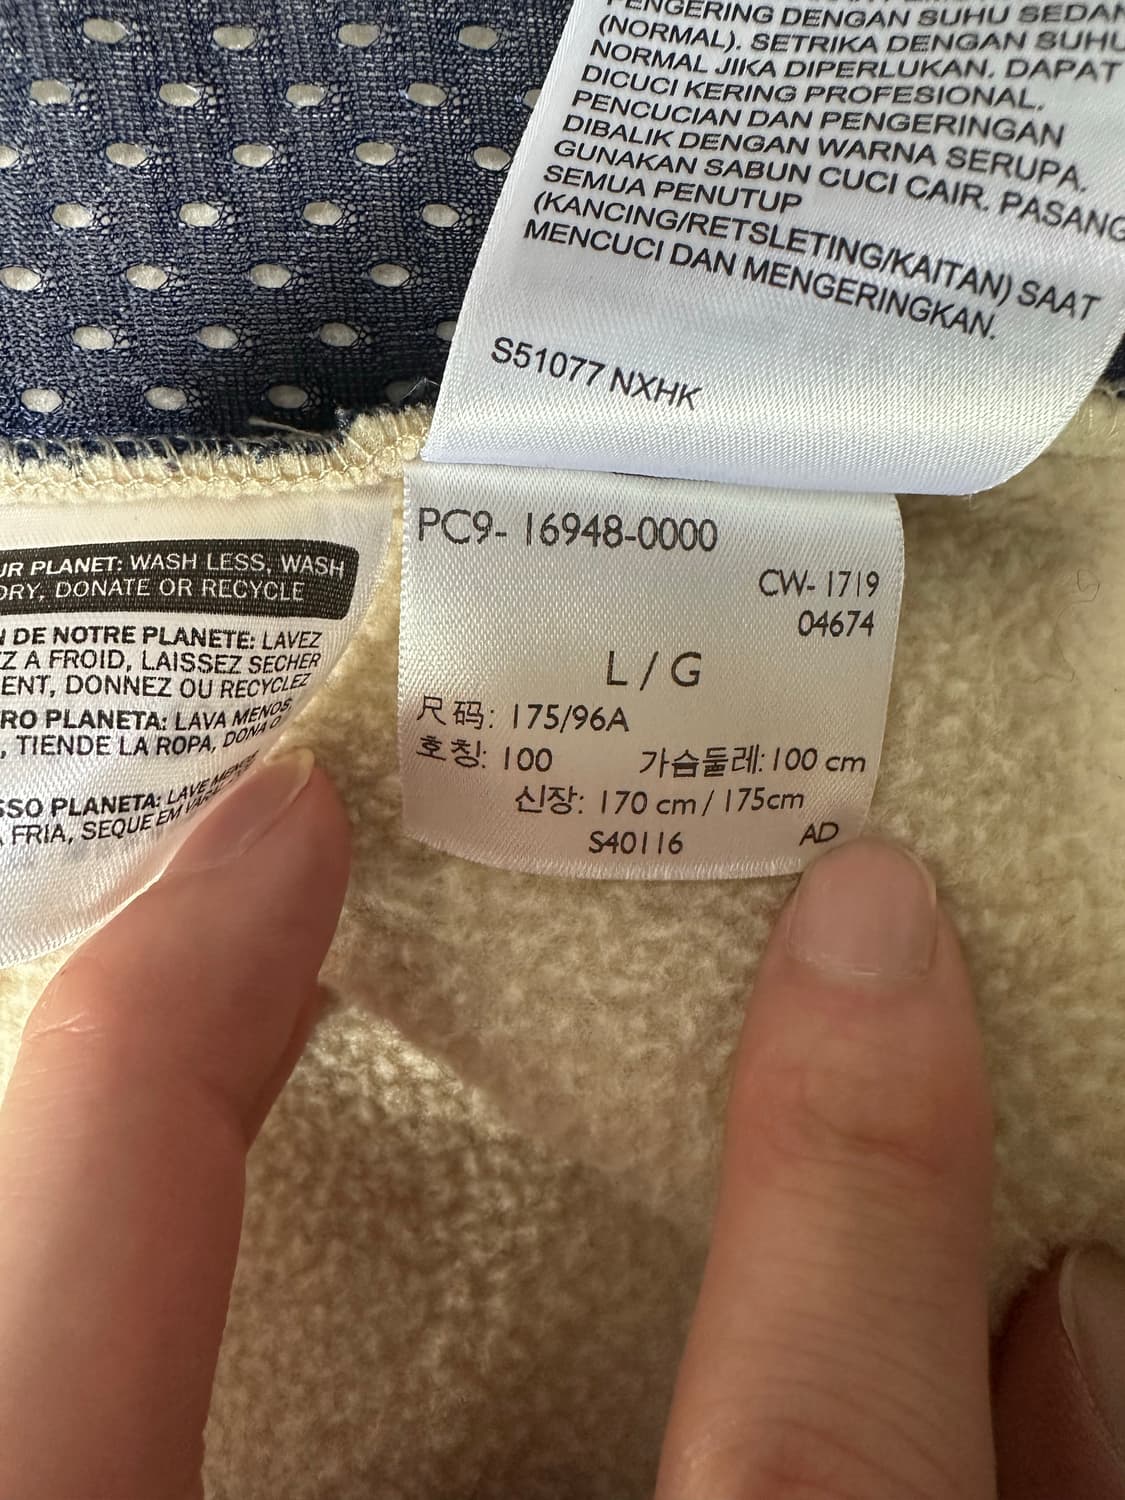 PENGERING DENGAN SUHU SEDAN
(NORMAL). SETRIKA DENGAN SUHU
NORMAL JIKA DIPERLUKAN. DAPAT
DICUCI KERING PROFESIONAL.
PENCUCIAN DAN PENGERINGAN
DIBALIK DENGAN WARNA SERUPA.
GUNAKAN SABUN CUCI CAIR. PASANG
SEMUA PENUTUP
(KANCING/RETSLETING/KAITAN) SAAT
MENCUCI DAN MENGERINGKAN.
S51077 NXHK
UR PLANET: WASH LESS, WASH
DRY, DONATE OR RECYCLE
N DE NOTRE PLANETE: LAVEZ
Z A FROID, LAISSEZ SECHER
ENT, DONNEZ OU RECYCLEZ
RO PLANETA: LAVA MENOS
, TIENDE LA ROPA, DONA O
SSO PLANETA: LAVE MENOS
A FRIA, SEQUE EM
PC9- 16948-0000
CW- 1719
04674
L / G
尺码: 175/96A
호칭: 100 가슴둘레: 100 cm
신장: 170 cm / 175cm
S40116 AD